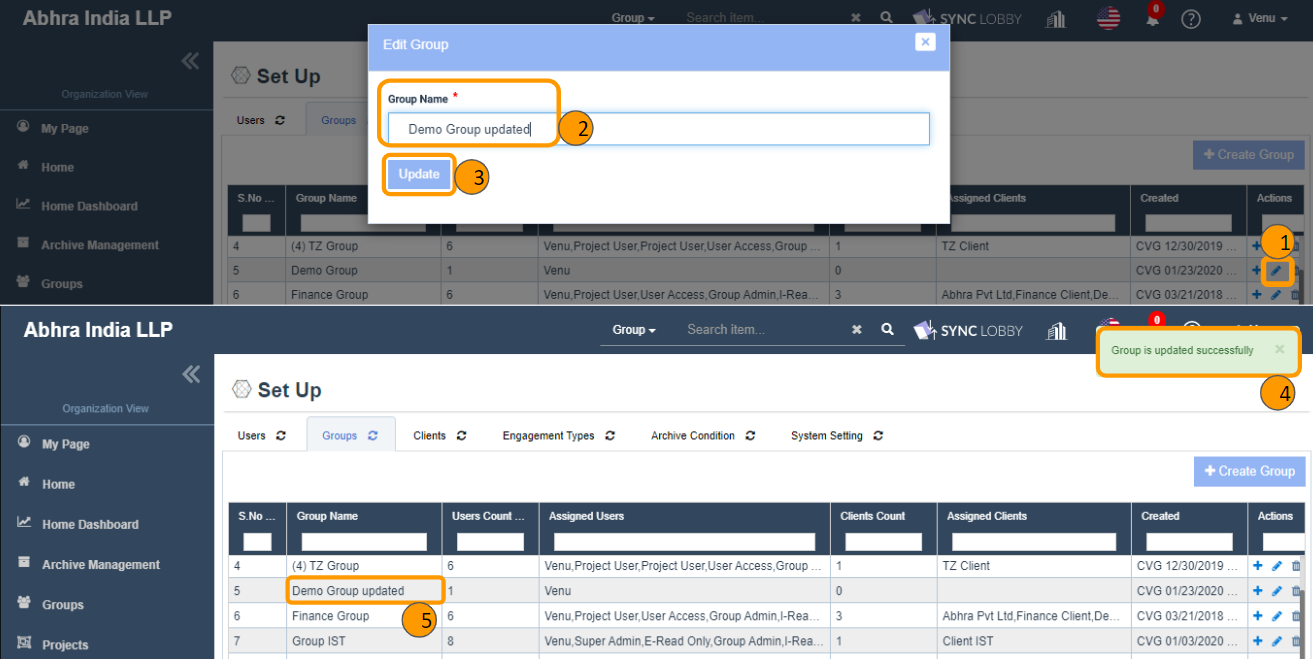 Abhra India LLP
Group
Search item...
SYNC LOBBY
0
?
Venu
Edit Group
×
Organization View
Set Up
Group Name *
Users
Groups
Demo Group updated
2
My Page
Update
3
+ Create Group
Home
S.No ...
Group Name
Assigned Clients
Created
Actions
Home Dashboard
Archive Management
4 (4) TZ Group 6 Venu,Project User,Project User,User Access,Group ... 1 TZ Client CVG 12/30/2019 ...
1
5 Demo Group 1 Venu 0 CVG 01/23/2020 ...
Groups
6 Finance Group 6 Venu,Project User,User Access,Group Admin,I-Rea... 3 Abhra Pvt Ltd,Finance Client,De... CVG 03/21/2018 ...
Abhra India LLP
Group
Search item...
SYNC LOBBY
0
Group is updated successfully ×
4
Organization View
Set Up
My Page
Users
Groups
Clients
Engagement Types
Archive Condition
System Setting
Home
+ Create Group
Home Dashboard
S.No ... Group Name Users Count ... Assigned Users Clients Count Assigned Clients Created Actions
Archive Management
4 (4) TZ Group 6 Venu,Project User,Project User,User Access,Group ... 1 TZ Client CVG 12/30/2019 ...
5 Demo Group updated 1 Venu 0 CVG 01/23/2020 ...
Groups
6 Finance Group 6 Venu,Project User,User Access,Group Admin,I-Rea... 3 Abhra Pvt Ltd,Finance Client,De... CVG 03/21/2018 ...
5
Projects
7 Group IST 8 Venu,Super Admin,E-Read Only,Group Admin,I-Rea... 1 Client IST CVG 01/03/2020 ...